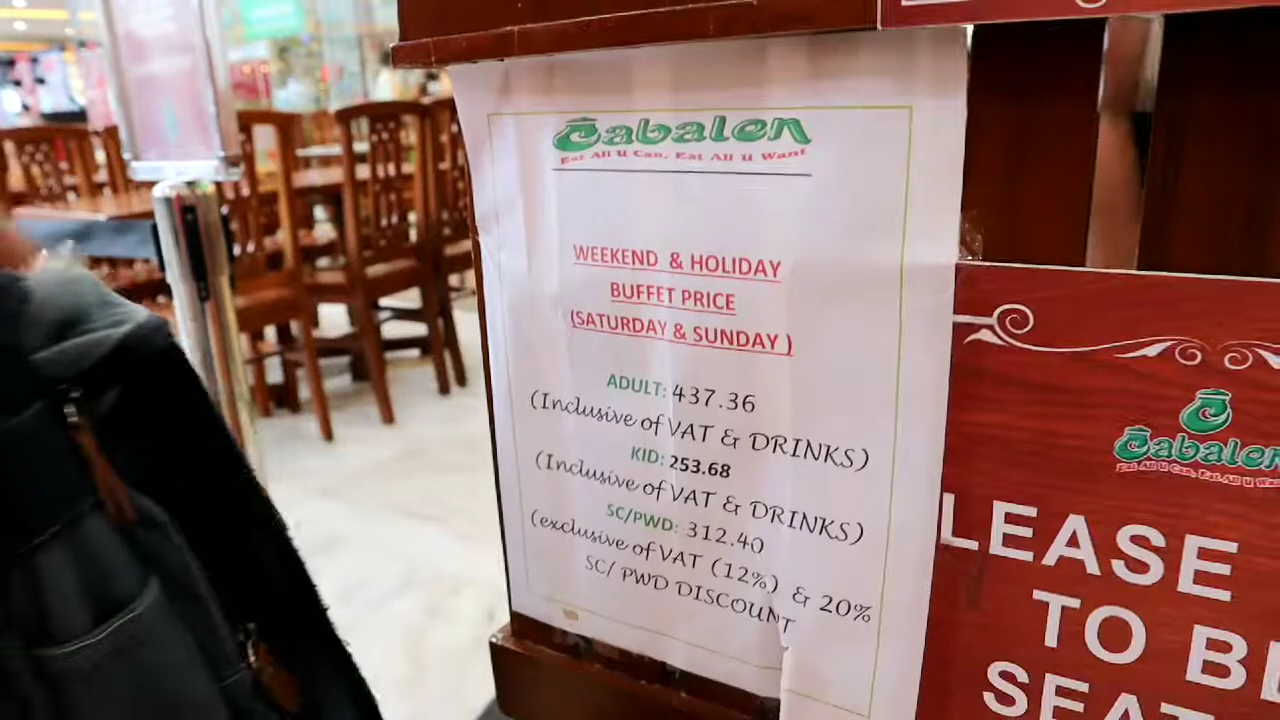 Cabalen
Eat All U Can, Eat All U Want
WEEKEND & HOLIDAY
BUFFET PRICE
(SATURDAY & SUNDAY )
ADULT: 437.36
(Inclusive of VAT & DRINKS)
KID: 253.68
(Inclusive of VAT & DRINKS)
SC/PWD: 312.40
(exclusive of VAT (12%) & 20%
SC/ PWD DISCOUNT
Cabalen
Eat All U Can, Eat All U Wa
LEASE
TO BE
SEAT